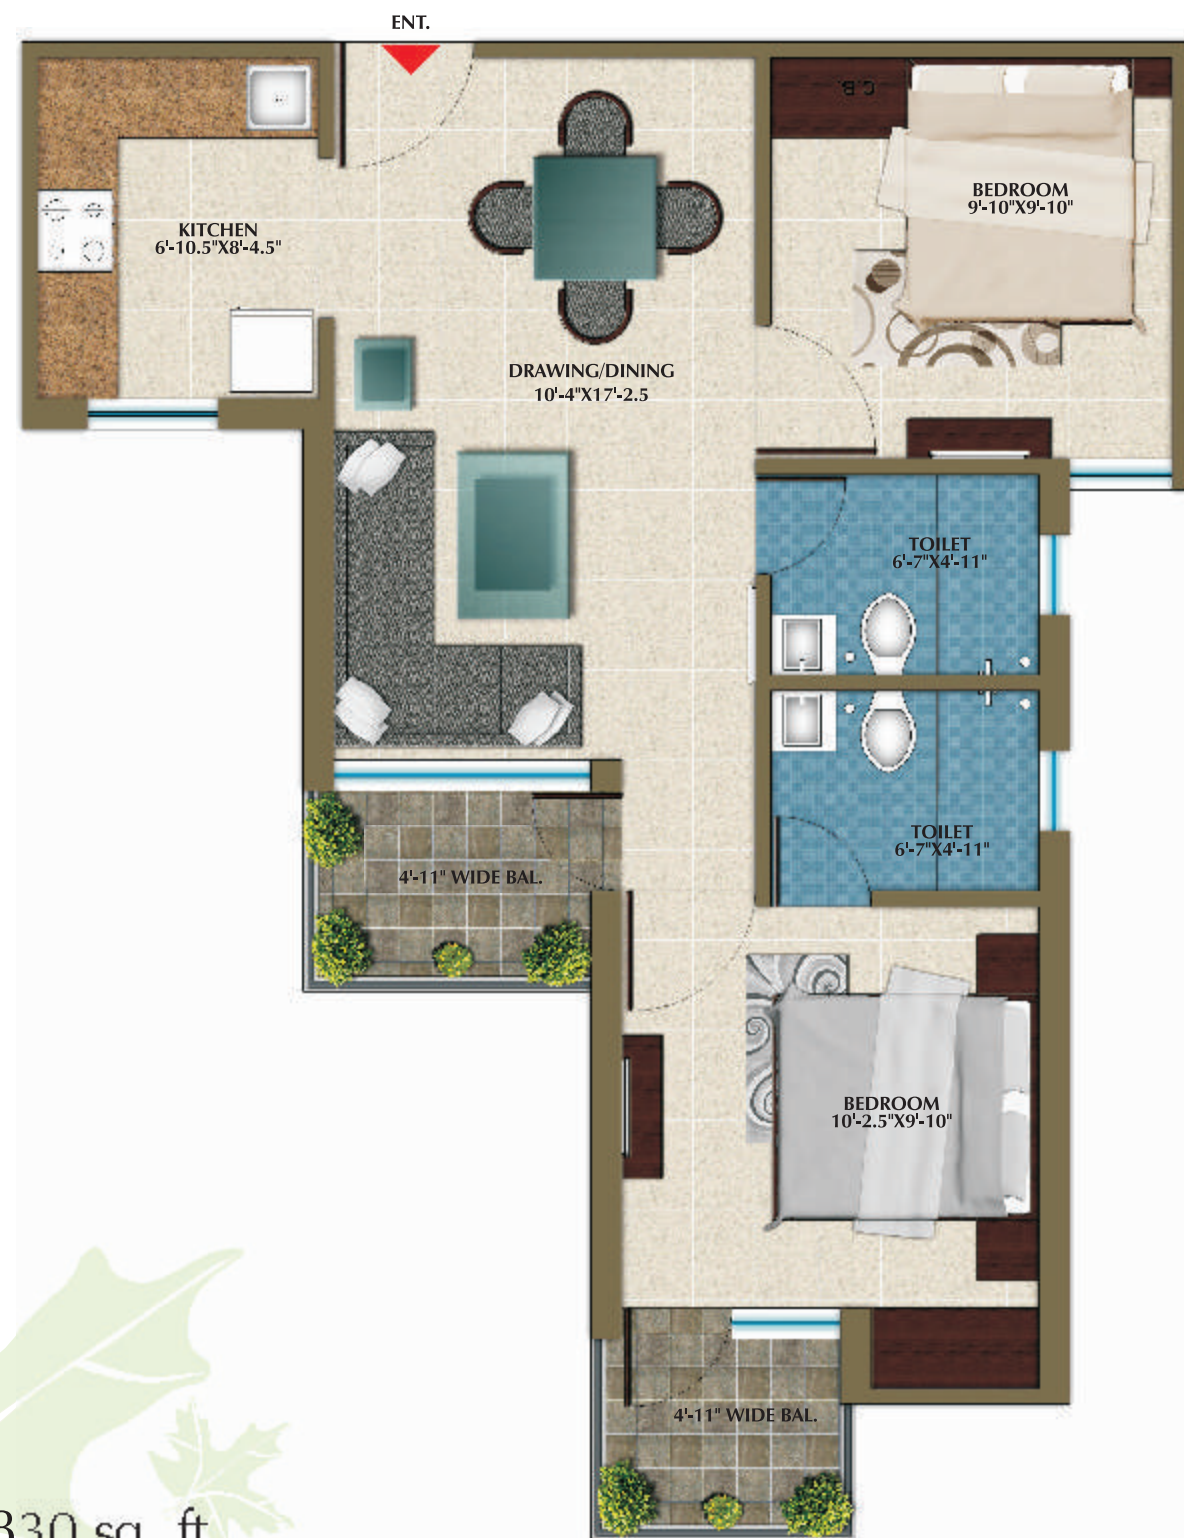 ENT.
C.B.
BEDROOM
9'-10"X9'-10"
KITCHEN
6'-10.5"X8'-4.5"
DRAWING/DINING
10'-4"X17'-2.5
TOILET
6'-7"X4'-11"
TOILET
6'-7"X4'-11"
4'-11" WIDE BAL.
BEDROOM
10'-2.5"X9'-10"
4'-11" WIDE BAL.
sq. ft